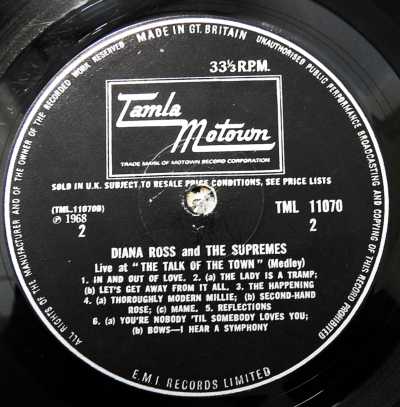 MADE IN GT. BRITAIN
UNAUTHORISED PUBLIC PERFORMANCE BROADCASTING AND COPYING OF THIS RECORD PROHIBITED
ALL RIGHTS OF THE MANUFACTURER AND OF THE OWNER OF THE RECORDED WORK RESERVED
33⅓ R.P.M.
Tamla
Motown
TRADE MARK OF MOTOWN RECORD CORPORATION
SOLD IN U.K. SUBJECT TO RESALE PRICE CONDITIONS, SEE PRICE LISTS
(TML.11070B)
℗ 1968
2
TML 11070
2
DIANA ROSS and THE SUPREMES
Live at "THE TALK OF THE TOWN" (Medley)
1. IN AND OUT OF LOVE. 2. (a) THE LADY IS A TRAMP;
(b) LET'S GET AWAY FROM IT ALL. 3. THE HAPPENING
4. (a) THOROUGHLY MODERN MILLIE; (b) SECOND-HAND
ROSE; (c) MAME. 5. REFLECTIONS
6. (a) YOU'RE NOBODY 'TIL SOMEBODY LOVES YOU;
(b) BOWS—I HEAR A SYMPHONY
E.M.I RECORDS LIMITED